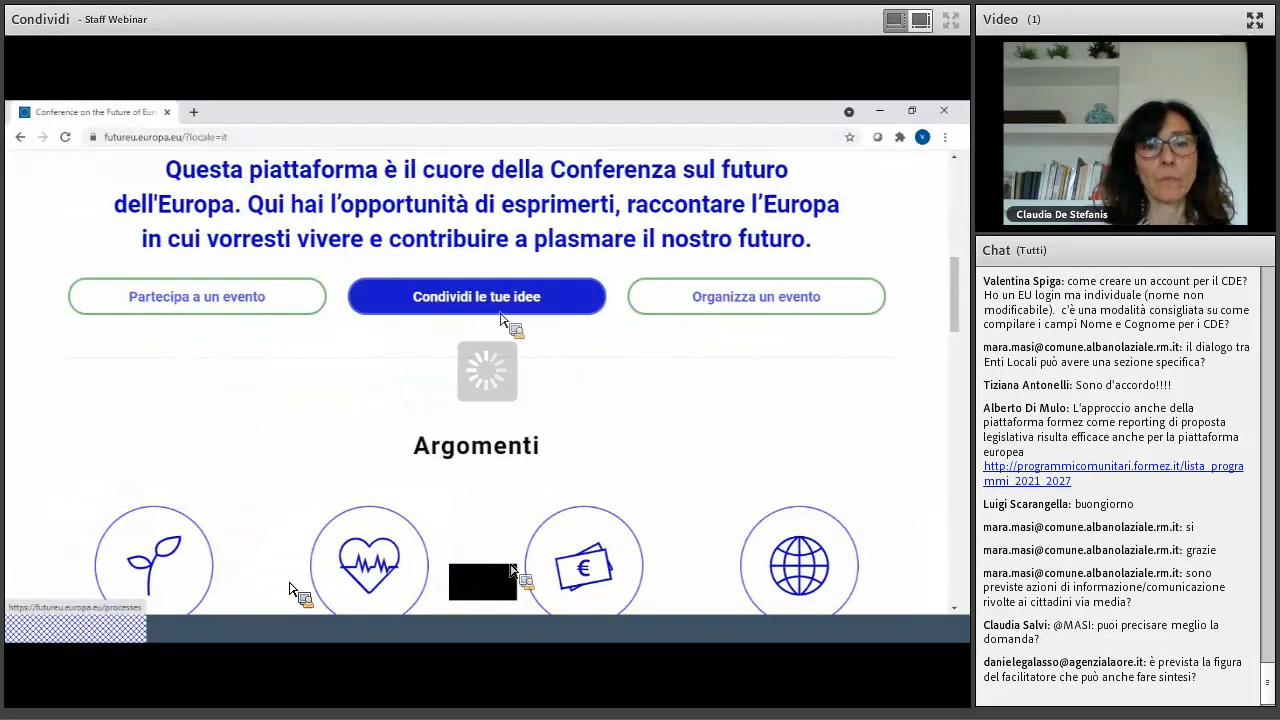 Condividi - Staff Webinar
Conference on the Future of Eur
futureu.europa.eu/?locale=it
v
Questa piattaforma è il cuore della Conferenza sul futuro
dell'Europa. Qui hai l’opportunità di esprimerti, raccontare l’Europa
in cui vorresti vivere e contribuire a plasmare il nostro futuro.
Partecipa a un evento
Condividi le tue idee
Organizza un evento
Argomenti
€
https://futureu.europa.eu/processes
Video (1)
Claudia De Stefanis
Chat (Tutti)
Valentina Spiga: come creare un account per il CDE?
Ho un EU login ma individuale (nome non
modificabile). c'è una modalità consigliata su come
compilare i campi Nome e Cognome per i CDE?
mara.masi@comune.albanolaziale.rm.it: il dialogo tra
Enti Locali può avere una sezione specifica?
Tiziana Antonelli: Sono d'accordo!!!!
Alberto Di Mulo: L'approccio anche della
piattaforma formez come reporting di proposta
legislativa risulta efficace anche per la piattaforma
europea
http://programmicomunitari.formez.it/lista_progra
mmi_2021_2027
Luigi Scarangella: buongiorno
mara.masi@comune.albanolaziale.rm.it: si
mara.masi@comune.albanolaziale.rm.it: grazie
mara.masi@comune.albanolaziale.rm.it: sono
previste azioni di informazione/comunicazione
rivolte ai cittadini via media?
Claudia Salvi: @MASI: puoi precisare meglio la
domanda?
danielegalasso@agenzialaore.it: è prevista la figura
del facilitatore che può anche fare sintesi?